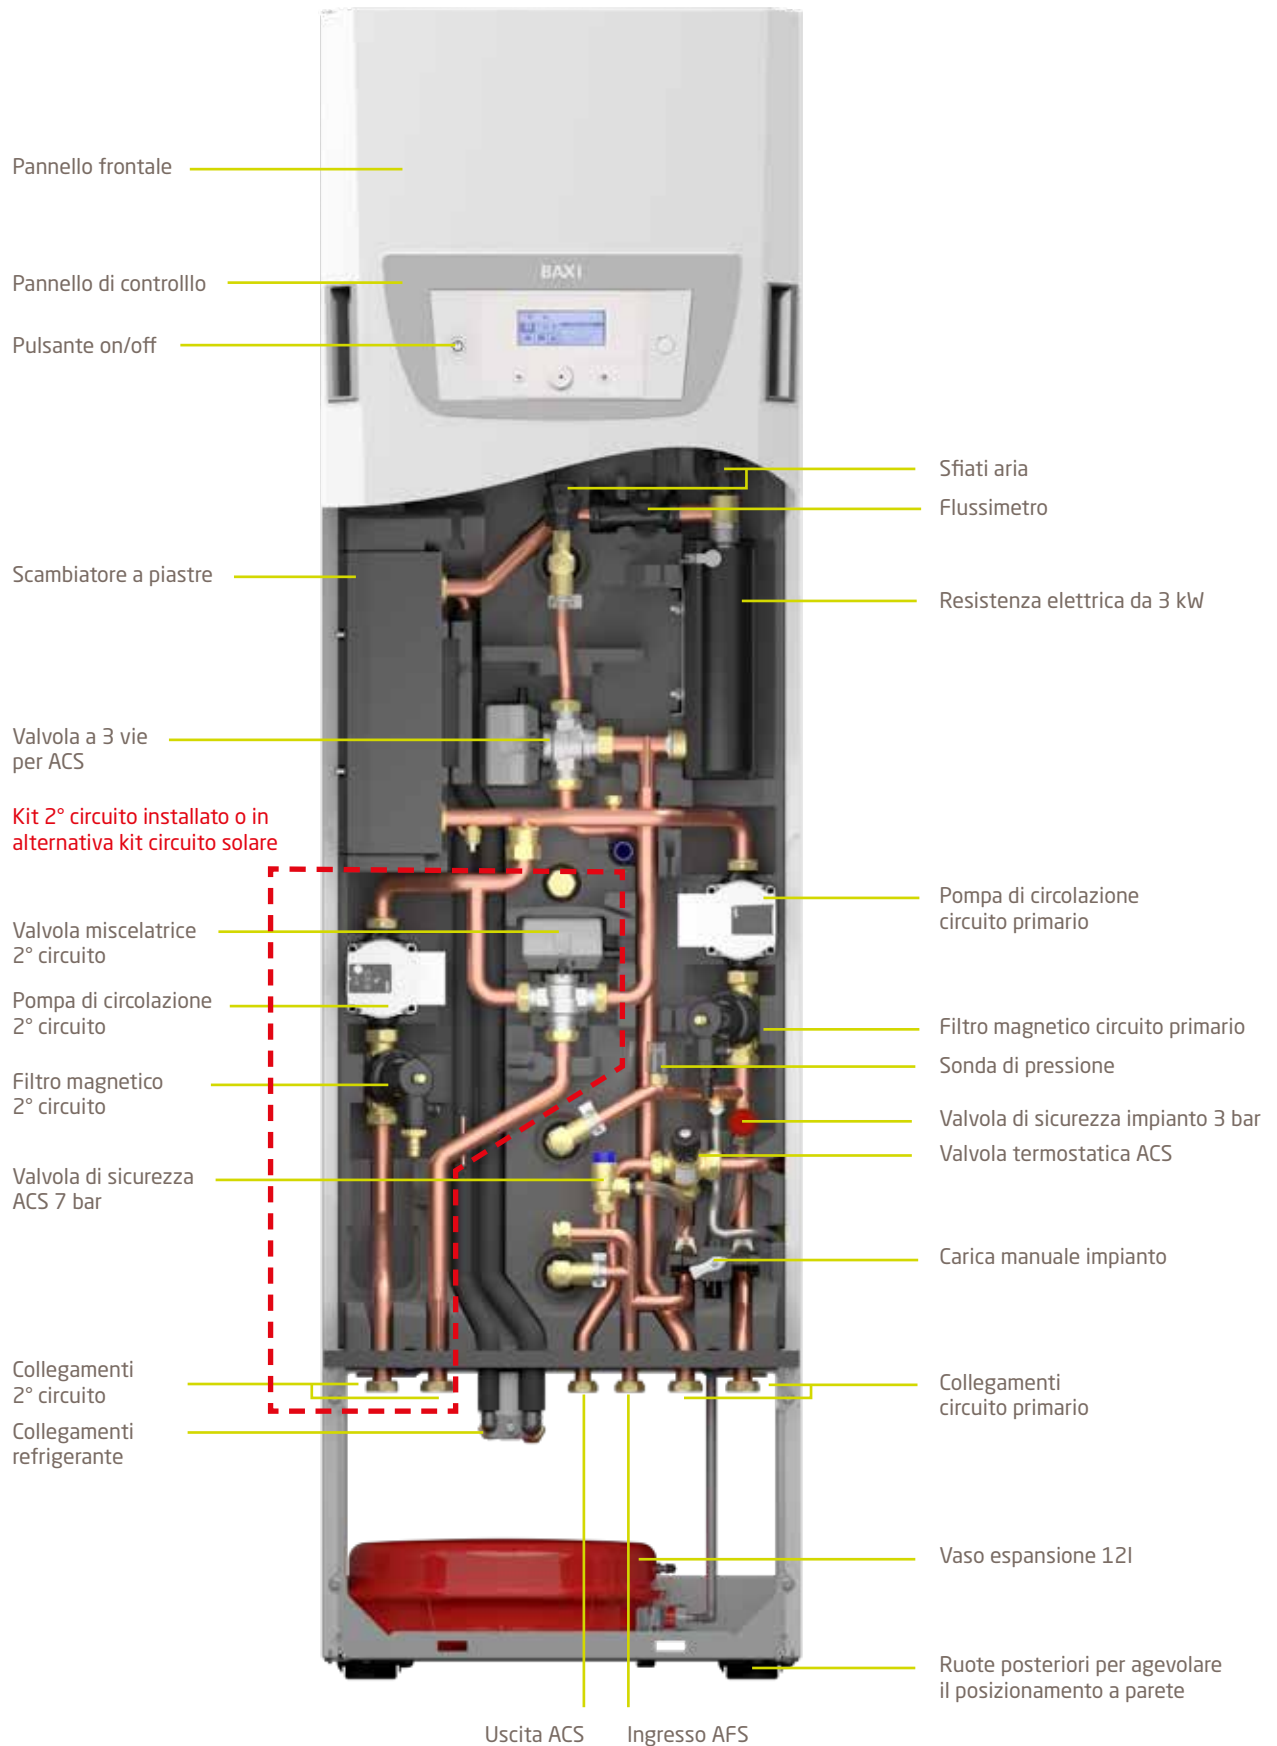 Pannello frontale
Pannello di controlllo
BAXI
Pulsante on/off
Sfiati aria
Flussimetro
Scambiatore a piastre
Resistenza elettrica da 3 kW
Valvola a 3 vie
per ACS
Kit 2° circuito installato o in
alternativa kit circuito solare
Pompa di circolazione
circuito primario
Valvola miscelatrice
2° circuito
Pompa di circolazione
2° circuito
Filtro magnetico circuito primario
Sonda di pressione
Filtro magnetico
2° circuito
Valvola di sicurezza impianto 3 bar
Valvola termostatica ACS
Valvola di sicurezza
ACS 7 bar
Carica manuale impianto
Collegamenti
2° circuito
Collegamenti
circuito primario
Collegamenti
refrigerante
Vaso espansione 12l
Ruote posteriori per agevolare
il posizionamento a parete
Uscita ACS
Ingresso AFS